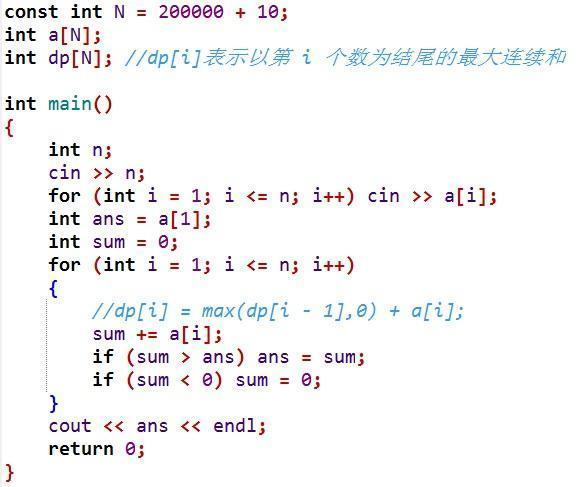 const int N = 200000 + 10;
int a[N];
int dp[N]; //dp[i]表示以第 i 个数为结尾的最大连续和
int main()
{
int n;
cin >> n;
for (int i = 1; i <= n; i++) cin >> a[i];
int ans = a[1];
int sum = 0;
for (int i = 1; i <= n; i++)
{
//dp[i] = max(dp[i - 1],0) + a[i];
sum += a[i];
if (sum > ans) ans = sum;
if (sum < 0) sum = 0;
}
cout << ans << endl;
return 0;
}